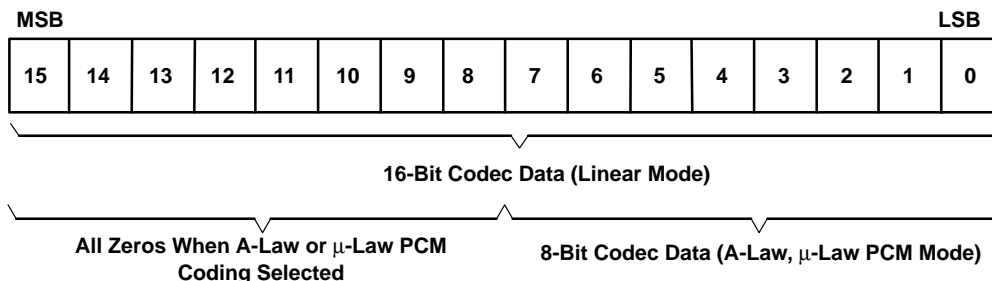 MSB LSB
15 14 13 12 11 10 9 8 7 6 5 4 3 2 1 0
16-Bit Codec Data (Linear Mode)
All Zeros When A-Law or μ-Law PCM
Coding Selected
8-Bit Codec Data (A-Law, μ-Law PCM Mode)